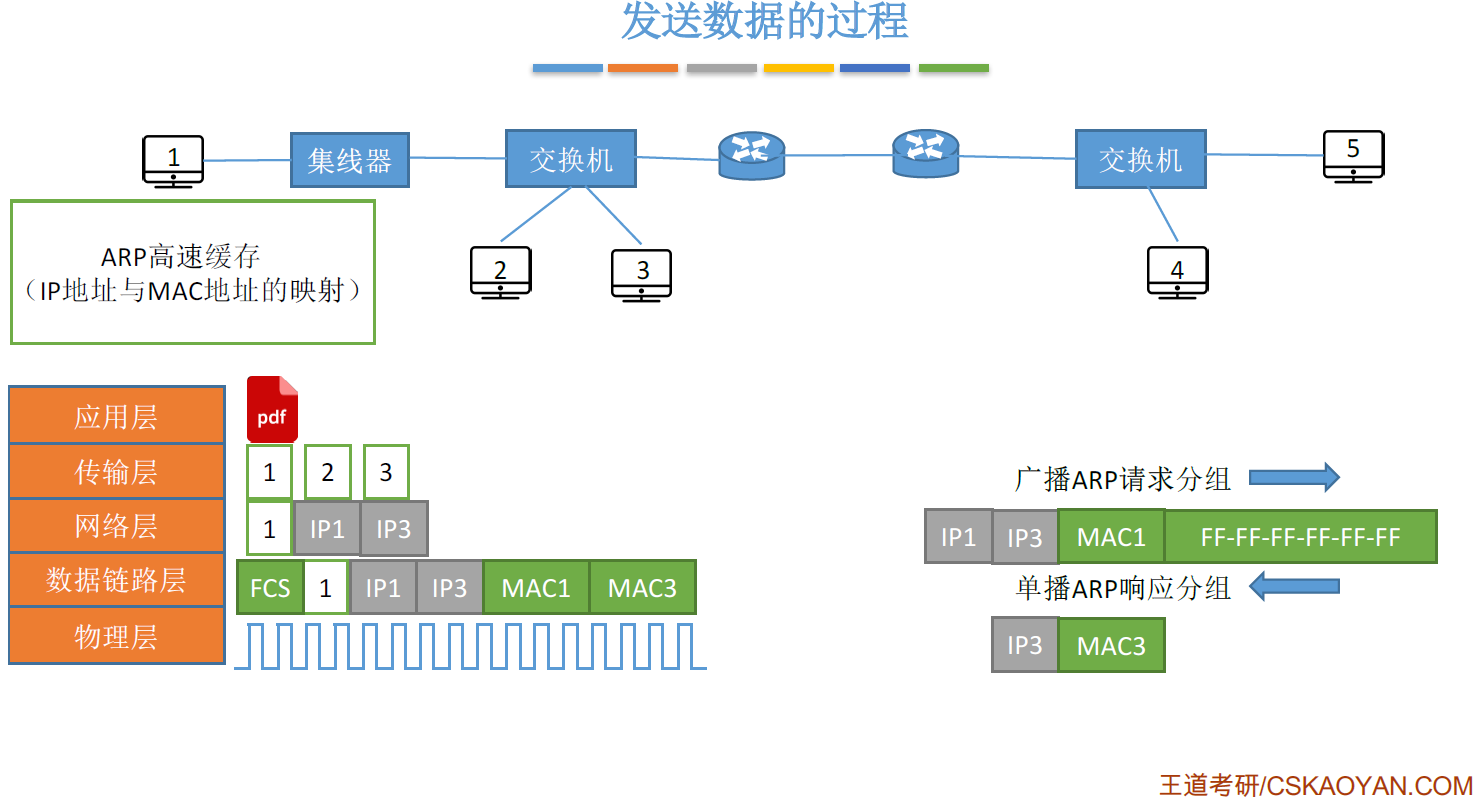 发送数据的过程
1
集线器
交换机
交换机
5
2
3
4
ARP高速缓存
（IP地址与MAC地址的映射）
应用层
pdf
传输层
1 2 3
网络层
1 IP1 IP3
数据链路层
FCS 1 IP1 IP3 MAC1 MAC3
物理层
广播ARP请求分组
IP1 IP3 MAC1 FF-FF-FF-FF-FF-FF
单播ARP响应分组
IP3 MAC3
王道考研/CSKAOYAN.COM